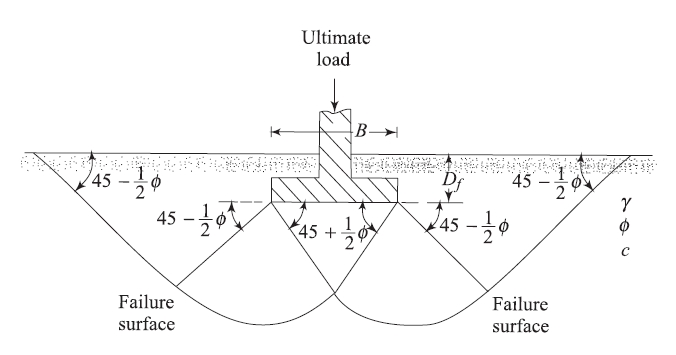 Ultimate
load
B
D_f
45 − 1/2 ϕ
45 − 1/2 ϕ
γ
45 − 1/2 ϕ
45 + 1/2 ϕ
45 − 1/2 ϕ
ϕ
c
Failure
surface
Failure
surface